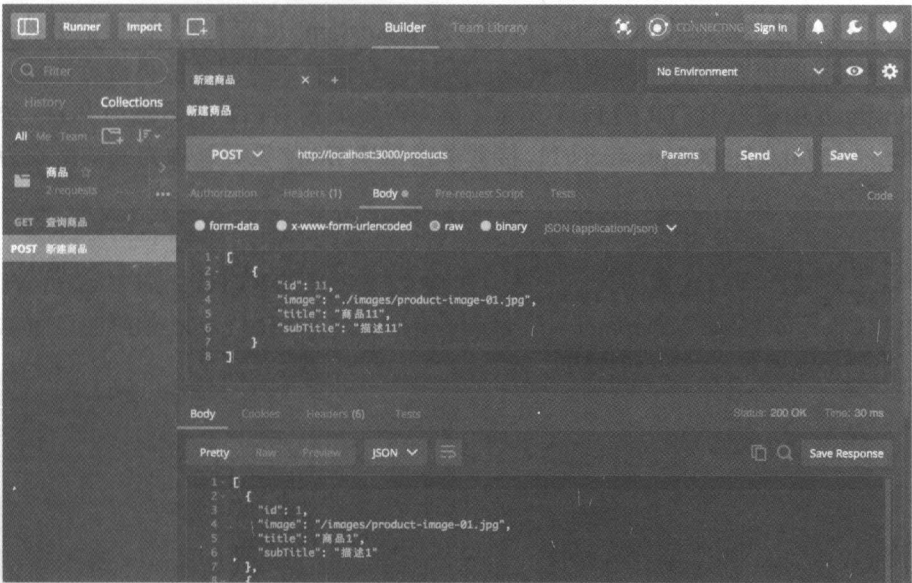 Runner Import Builder Team Library CONNECTING Sign In
Filter
History Collections
All Me Team
商品
2 requests
GET 查询商品
POST 新建商品
新建商品 × + No Environment
新建商品
POST http://localhost:3000/products Params Send Save
Authorization Headers (1) Body Pre-request Script Tests Code
form-data x-www-form-urlencoded raw binary JSON (application/json)
1 [
2 {
3 "id": 11,
4 "image": "./images/product-image-01.jpg",
5 "title": "商品11",
6 "subTitle": "描述11"
7 }
8 ]
Body Cookies Headers (6) Tests Status: 200 OK Time: 30 ms
Pretty Raw Preview JSON Save Response
1 [
2 {
3 "id": 1,
4 "image": "/images/product-image-01.jpg",
5 "title": "商品1",
6 "subTitle": "描述1"
7 },
8 {